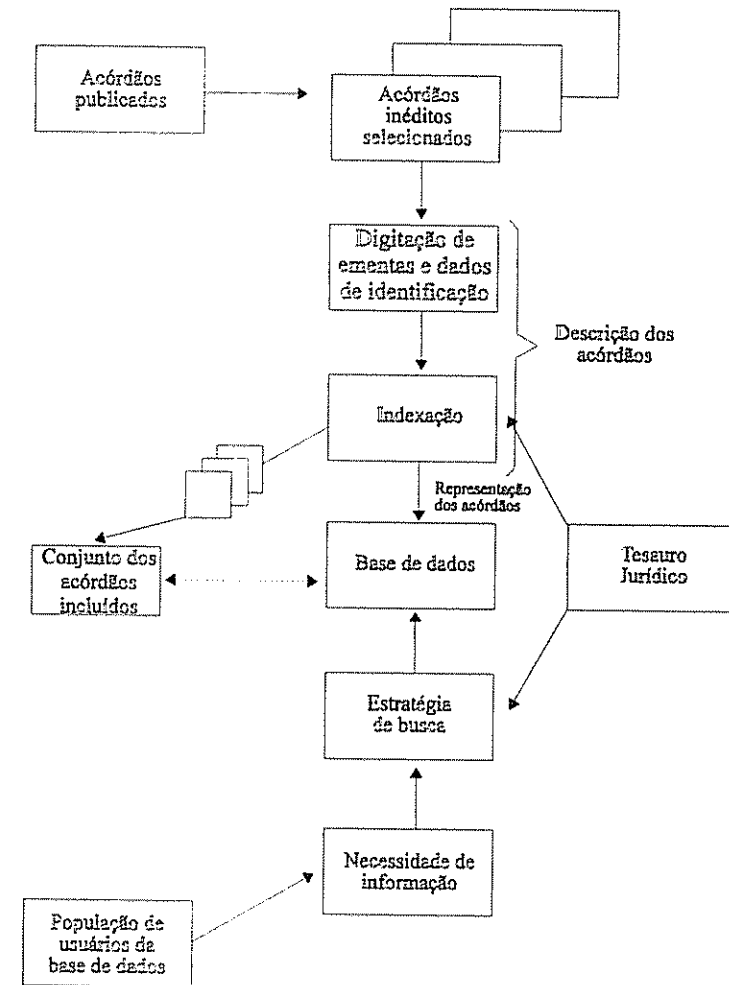 Acórdãos
publicados
Acórdãos
inéditos
selecionados
Digitação de
ementas e dados
de identificação
Descrição dos
acórdãos
Indexação
Representação
dos acórdãos
Conjunto dos
acórdãos
incluídos
Base de dados
Tesauro
Jurídico
Estratégia
de busca
Necessidade de
informação
População de
usuários da
base de dados